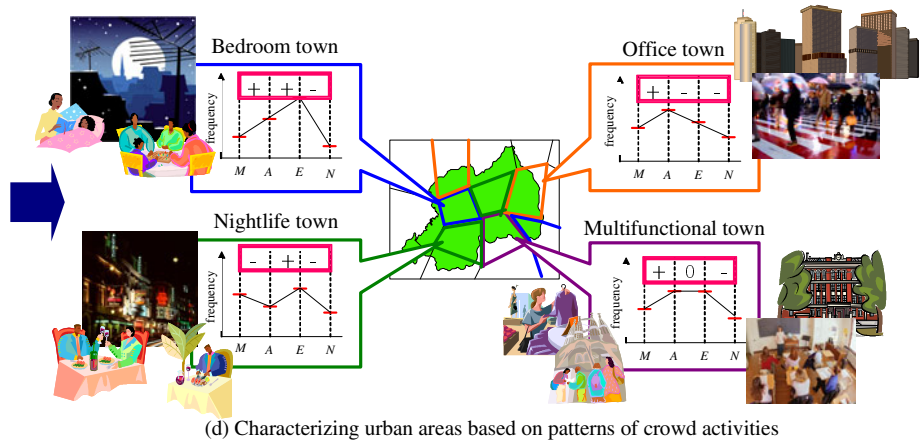 Bedroom town
frequency
+ + -
M A E N
Office town
frequency
+ - -
M A E N
Nightlife town
frequency
- + -
M A E N
Multifunctional town
frequency
+ 0 -
M A E N
(d) Characterizing urban areas based on patterns of crowd activities